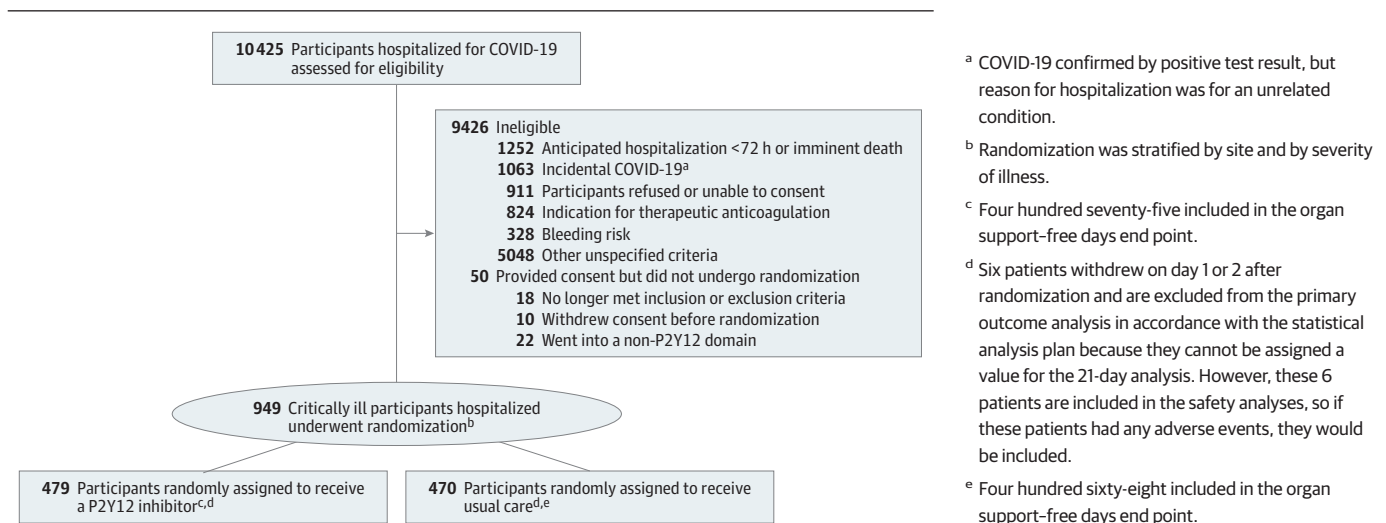 10 425 Participants hospitalized for COVID-19
assessed for eligibility
9426 Ineligible
1252 Anticipated hospitalization <72 h or imminent death
1063 Incidental COVID-19a
911 Participants refused or unable to consent
824 Indication for therapeutic anticoagulation
328 Bleeding risk
5048 Other unspecified criteria
50 Provided consent but did not undergo randomization
18 No longer met inclusion or exclusion criteria
10 Withdrew consent before randomization
22 Went into a non-P2Y12 domain
949 Critically ill participants hospitalized
underwent randomizationb
479 Participants randomly assigned to receive
a P2Y12 inhibitorc,d
470 Participants randomly assigned to receive
usual cared,e
a COVID-19 confirmed by positive test result, but
reason for hospitalization was for an unrelated
condition.
b Randomization was stratified by site and by severity
of illness.
c Four hundred seventy-five included in the organ
support–free days end point.
d Six patients withdrew on day 1 or 2 after
randomization and are excluded from the primary
outcome analysis in accordance with the statistical
analysis plan because they cannot be assigned a
value for the 21-day analysis. However, these 6
patients are included in the safety analyses, so if
these patients had any adverse events, they would
be included.
e Four hundred sixty-eight included in the organ
support–free days end point.